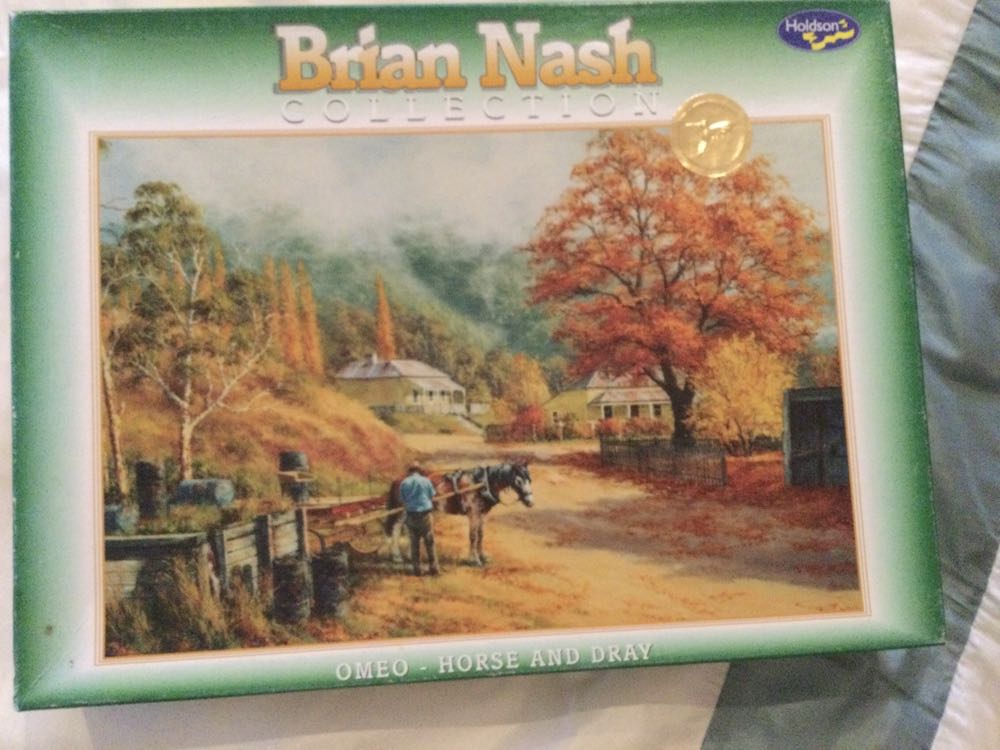 Brian Nash
COLLECTION
Holdson
OMEO - HORSE AND DRAY